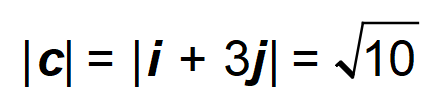 |c| = |i + 3j| = √10